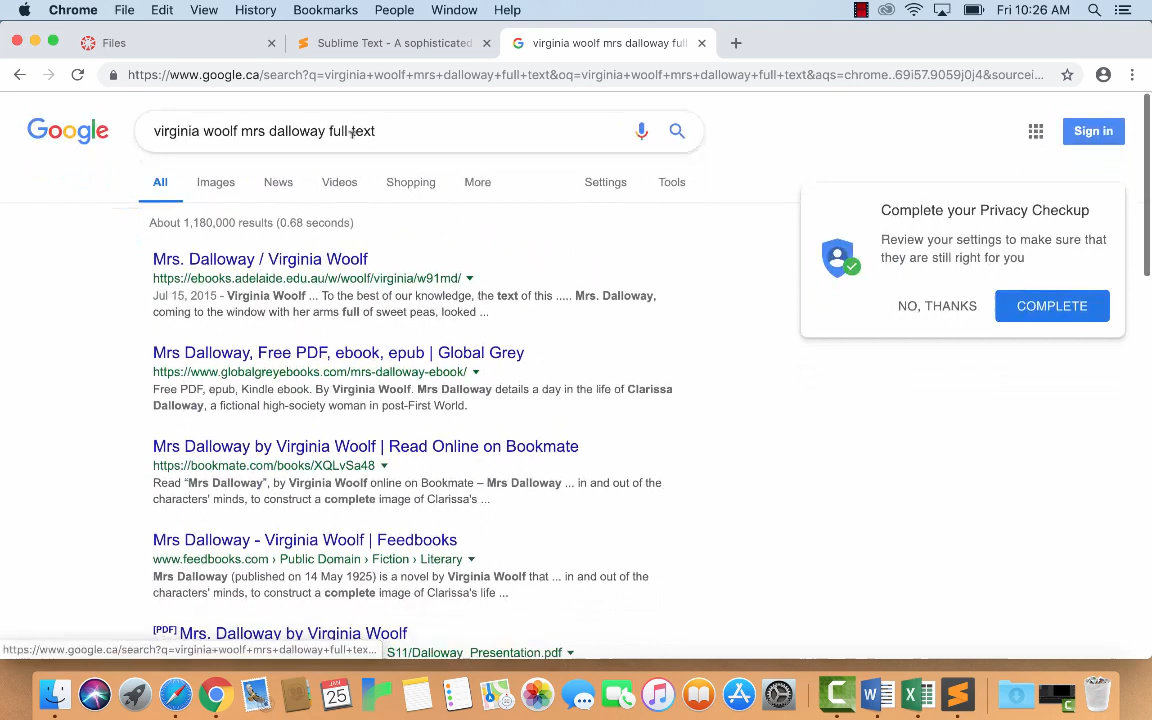 Chrome File Edit View History Bookmarks People Window Help Fri 10:26 AM
Files
Sublime Text - A sophisticated
virginia woolf mrs dalloway full
https://www.google.ca/search?q=virginia+woolf+mrs+dalloway+full+text&oq=virginia+woolf+mrs+dalloway+full+text&aqs=chrome..69i57.9059j0j4&sourcei...
Google
virginia woolf mrs dalloway full text
Sign in
All Images News Videos Shopping More Settings Tools
About 1,180,000 results (0.68 seconds)
Mrs. Dalloway / Virginia Woolf
https://ebooks.adelaide.edu.au/w/woolf/virginia/w91md/
Jul 15, 2015 - Virginia Woolf ... To the best of our knowledge, the text of this ..... Mrs. Dalloway,
coming to the window with her arms full of sweet peas, looked ...
Mrs Dalloway, Free PDF, ebook, epub | Global Grey
https://www.globalgreyebooks.com/mrs-dalloway-ebook/
Free PDF, epub, Kindle ebook. By Virginia Woolf. Mrs Dalloway details a day in the life of Clarissa
Dalloway, a fictional high-society woman in post-First World.
Mrs Dalloway by Virginia Woolf | Read Online on Bookmate
https://bookmate.com/books/XQLvSa48
Read “Mrs Dalloway”, by Virginia Woolf online on Bookmate – Mrs Dalloway ... in and out of the
characters' minds, to construct a complete image of Clarissa's ...
Mrs Dalloway - Virginia Woolf | Feedbooks
www.feedbooks.com › Public Domain › Fiction › Literary
Mrs Dalloway (published on 14 May 1925) is a novel by Virginia Woolf that ... in and out of the
characters' minds, to construct a complete image of Clarissa's life ...
[PDF] Mrs. Dalloway by Virginia Woolf
S11/Dalloway_Presentation.pdf
Complete your Privacy Checkup
Review your settings to make sure that
they are still right for you
NO, THANKS COMPLETE
https://www.google.ca/search?q=virginia+woolf+mrs+dalloway+full+tex...
JAN
25